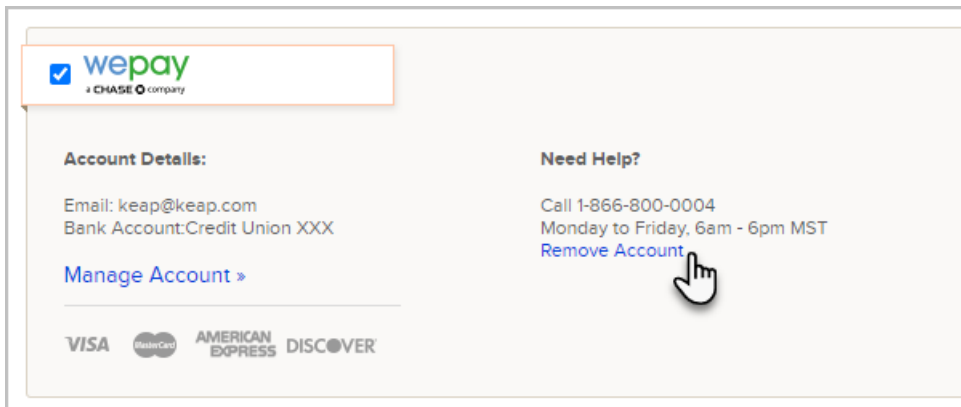 wepay
a CHASE company
Account Details:
Email: keap@keap.com
Bank Account:Credit Union XXX
Manage Account »
VISA MasterCard AMERICAN EXPRESS DISCOVER
Need Help?
Call 1-866-800-0004
Monday to Friday, 6am - 6pm MST
Remove Account